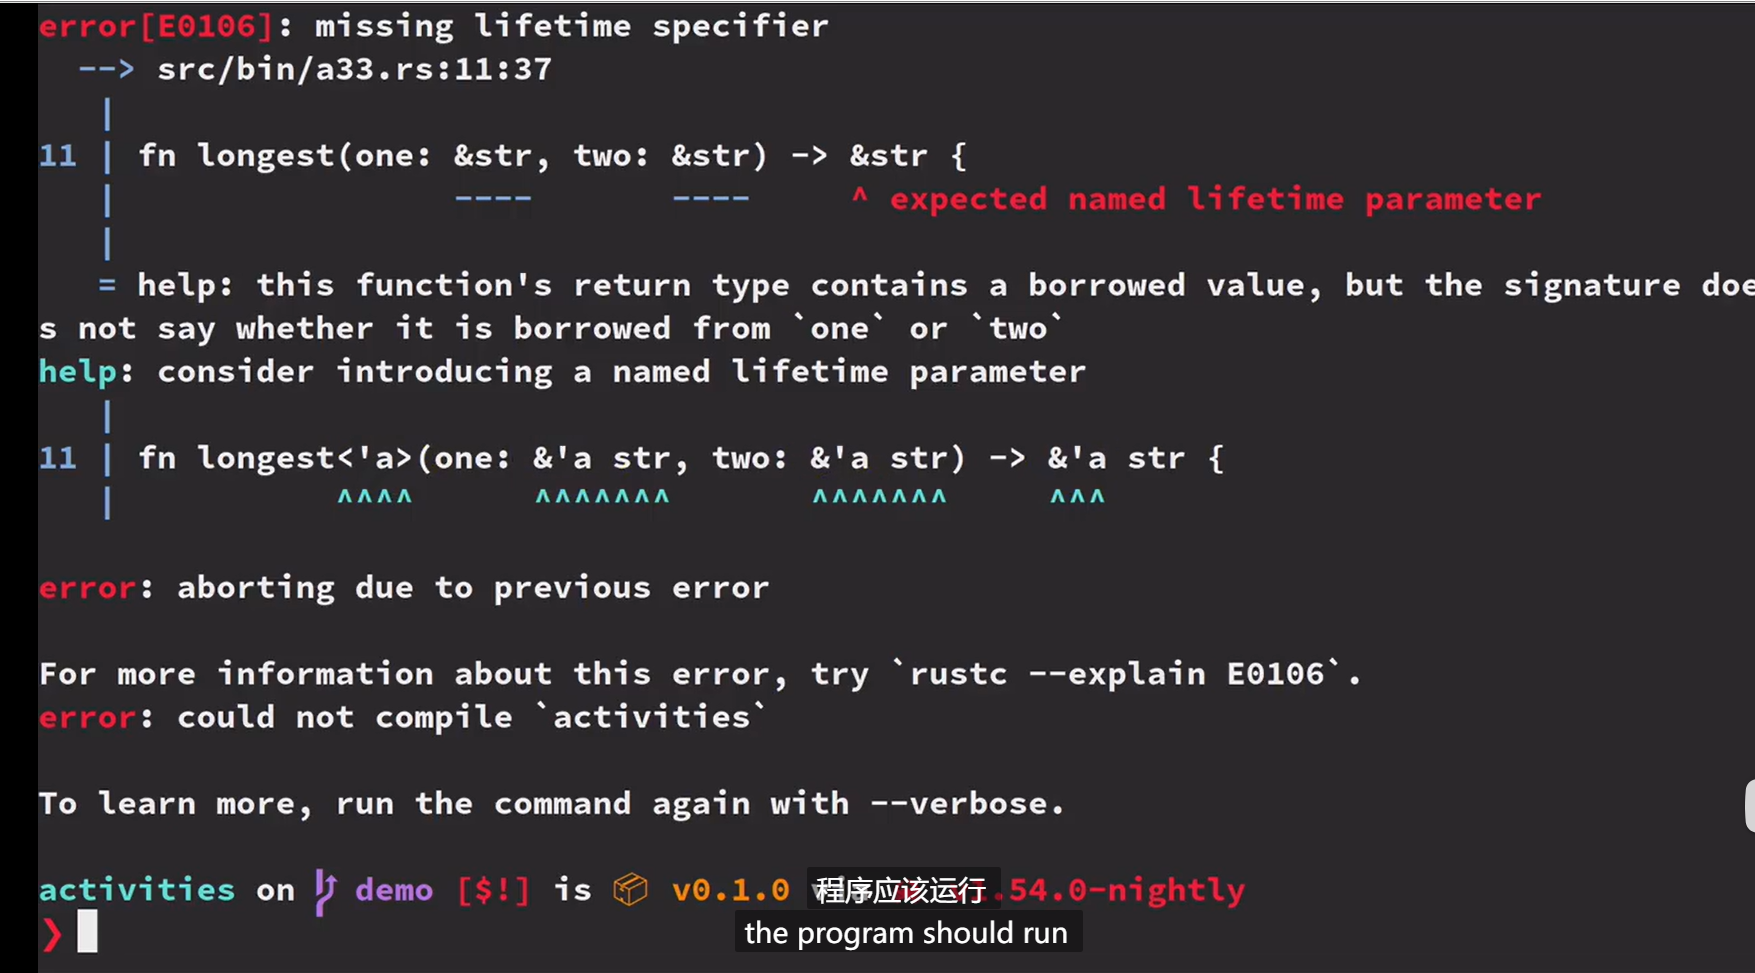 error[E0106]: missing lifetime specifier
--> src/bin/a33.rs:11:37
|
11 | fn longest(one: &str, two: &str) -> &str {
| ---- ---- ^ expected named lifetime parameter
|
= help: this function's return type contains a borrowed value, but the signature doe
s not say whether it is borrowed from `one` or `two`
help: consider introducing a named lifetime parameter
|
11 | fn longest<'a>(one: &'a str, two: &'a str) -> &'a str {
| ^^^^ ^^^^^^^ ^^^^^^^ ^^^
error: aborting due to previous error
For more information about this error, try `rustc --explain E0106`.
error: could not compile `activities`
To learn more, run the command again with --verbose.
activities on demo [$!] is v0.1.0 .54.0-nightly
❯
程序应该运行
the program should run